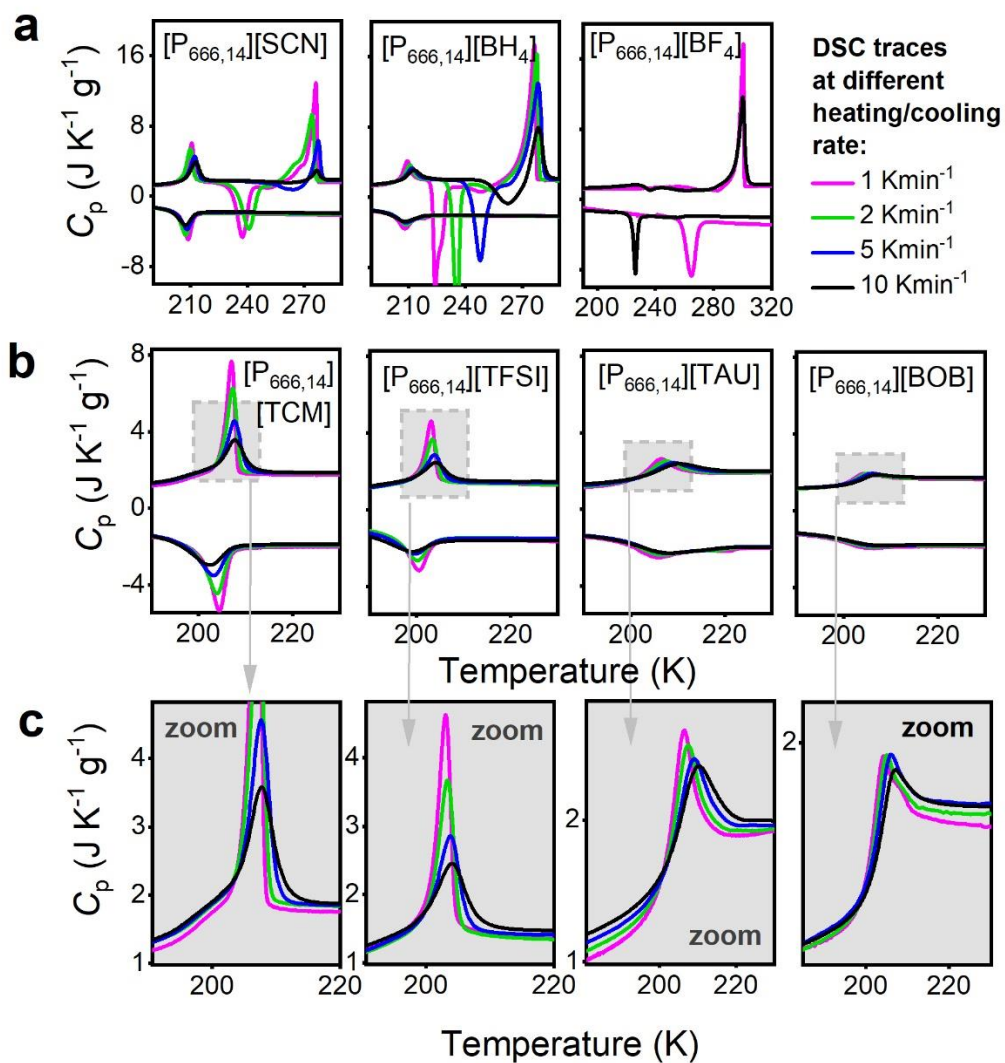 a
[P666,14][SCN]
[P666,14][BH4]
[P666,14][BF4]
DSC traces
at different
heating/cooling
rate:
1 Kmin-1
2 Kmin-1
5 Kmin-1
10 Kmin-1
Cp (J K-1 g-1)
16
8
0
-8
210 240 270
210 240 270
200 240 280 320
b
[P666,14]
[TCM]
[P666,14][TFSI]
[P666,14][TAU]
[P666,14][BOB]
Cp (J K-1 g-1)
8
4
0
-4
200 220
200 220
200 220
200 220
Temperature (K)
c
zoom
zoom
zoom
zoom
Cp (J K-1 g-1)
4
3
2
1
4
3
2
1
2
1
2
200 220
200 220
200 220
200 220
Temperature (K)